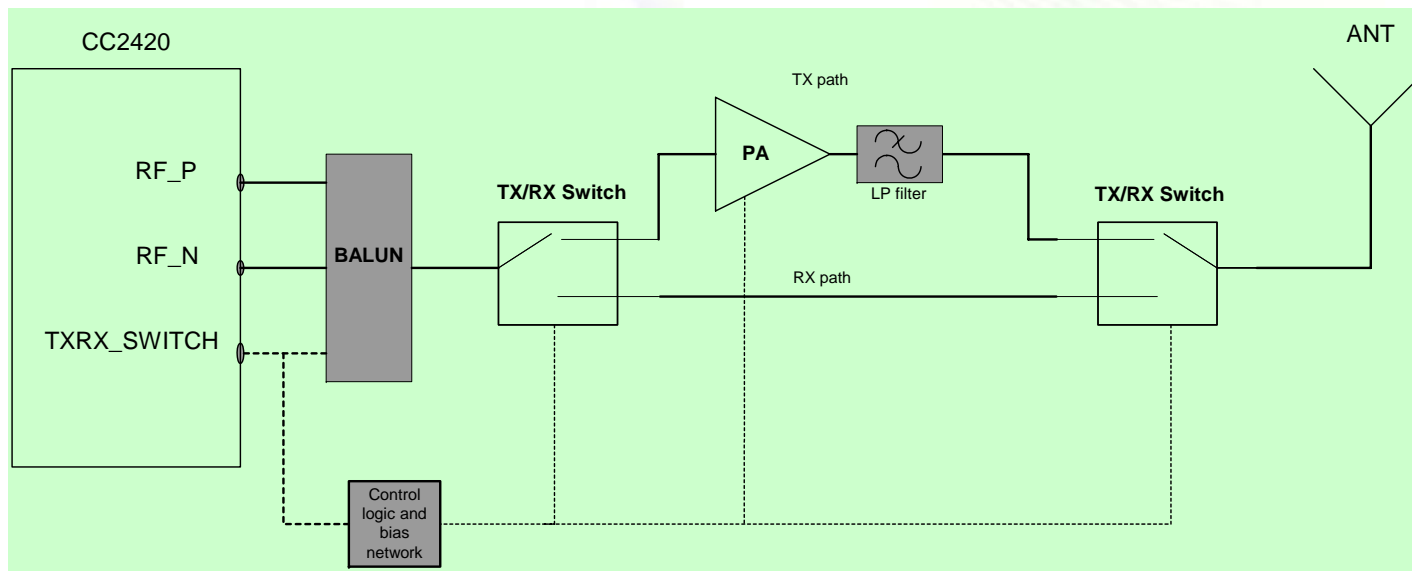 CC2420
ANT
TX path
RF_P
PA
LP filter
TX/RX Switch
TX/RX Switch
RF_N
BALUN
RX path
TXRX_SWITCH
Control
logic and
bias
network